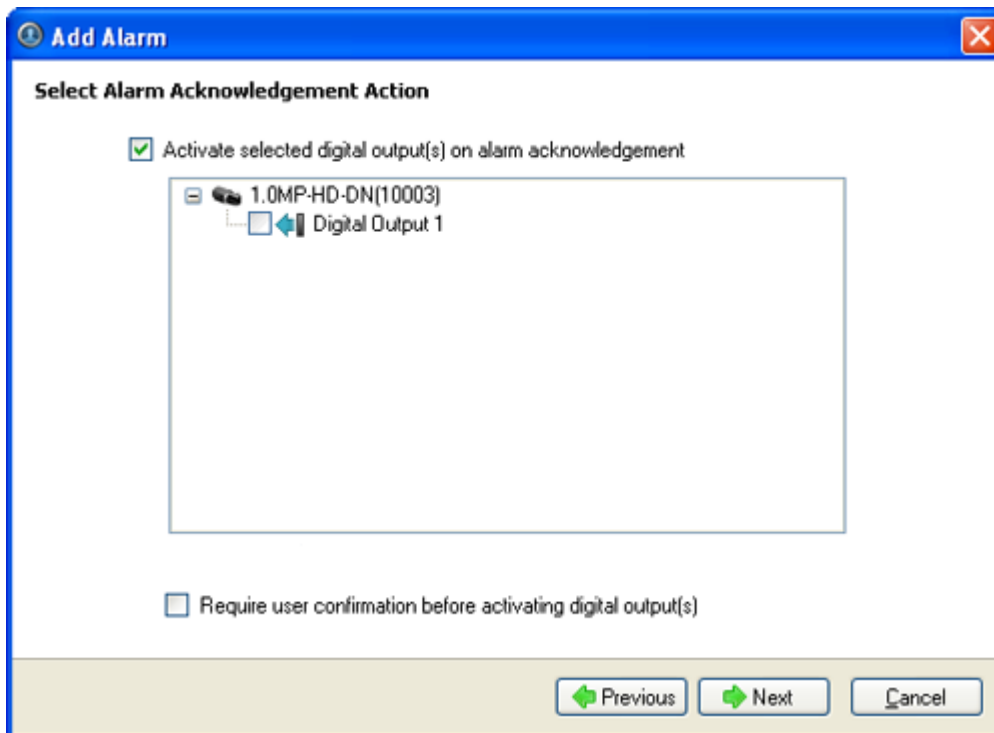 Add Alarm
Select Alarm Acknowledgement Action
Activate selected digital output(s) on alarm acknowledgement
1.0MP-HD-DN(10003)
Digital Output 1
Require user confirmation before activating digital output(s)
Previous Next Cancel